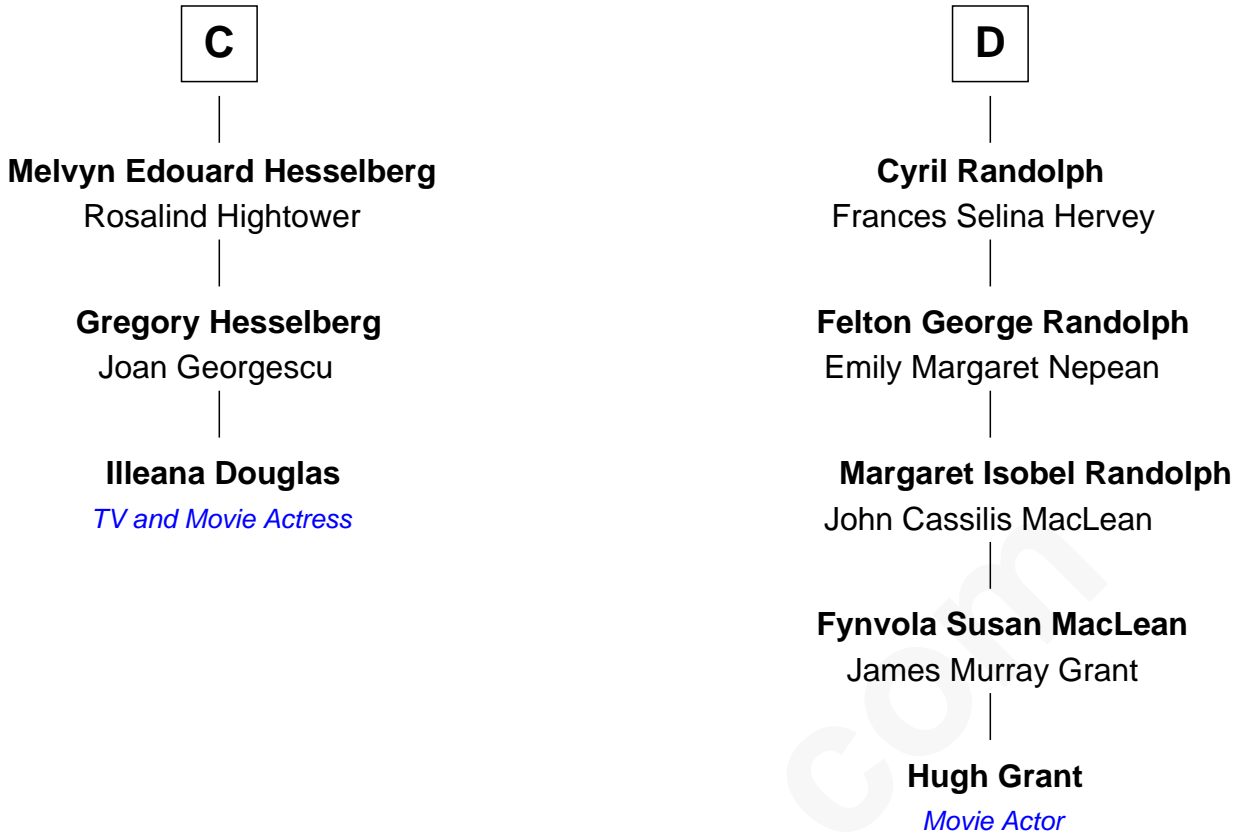 C
Melvyn Edouard Hesselberg
Rosalind Hightower
Gregory Hesselberg
Joan Georgescu
Illeana Douglas
TV and Movie Actress
D
Cyril Randolph
Frances Selina Hervey
Felton George Randolph
Emily Margaret Nepean
Margaret Isobel Randolph
John Cassilis MacLean
Fynvola Susan MacLean
James Murray Grant
Hugh Grant
Movie Actor
com